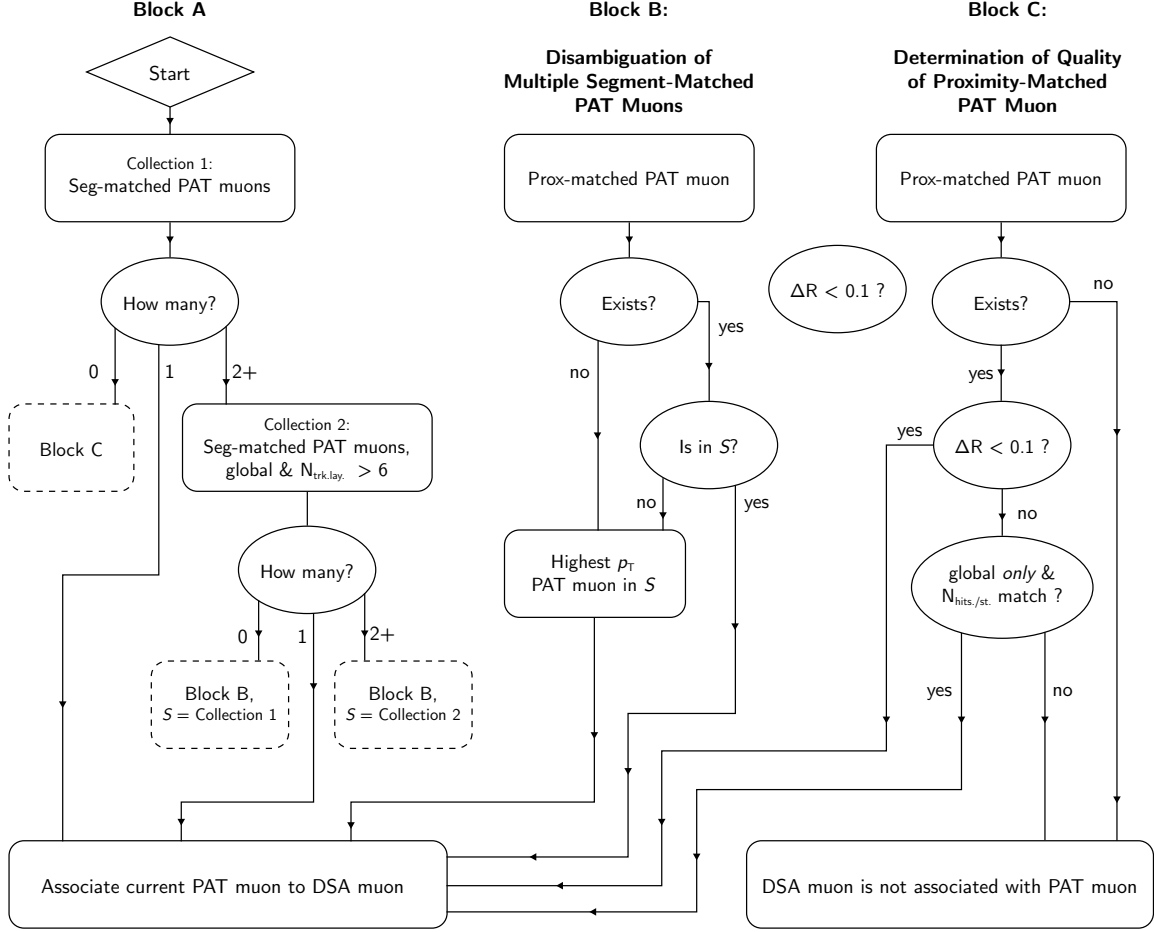 Block A
Start
Collection 1:
Seg-matched PAT muons
How many?
0
1
2+
Block C
Collection 2:
Seg-matched PAT muons,
global & N_trk.lay. > 6
How many?
0
1
2+
Block B,
S = Collection 1
Block B,
S = Collection 2
Associate current PAT muon to DSA muon
Block B:
Disambiguation of
Multiple Segment-Matched
PAT Muons
Prox-matched PAT muon
Exists?
yes
no
Is in S?
no
yes
Highest p_T
PAT muon in S
ΔR < 0.1 ?
Block C:
Determination of Quality
of Proximity-Matched
PAT Muon
Prox-matched PAT muon
Exists?
no
yes
yes
ΔR < 0.1 ?
no
global only &
N_hits./st. match ?
yes
no
DSA muon is not associated with PAT muon